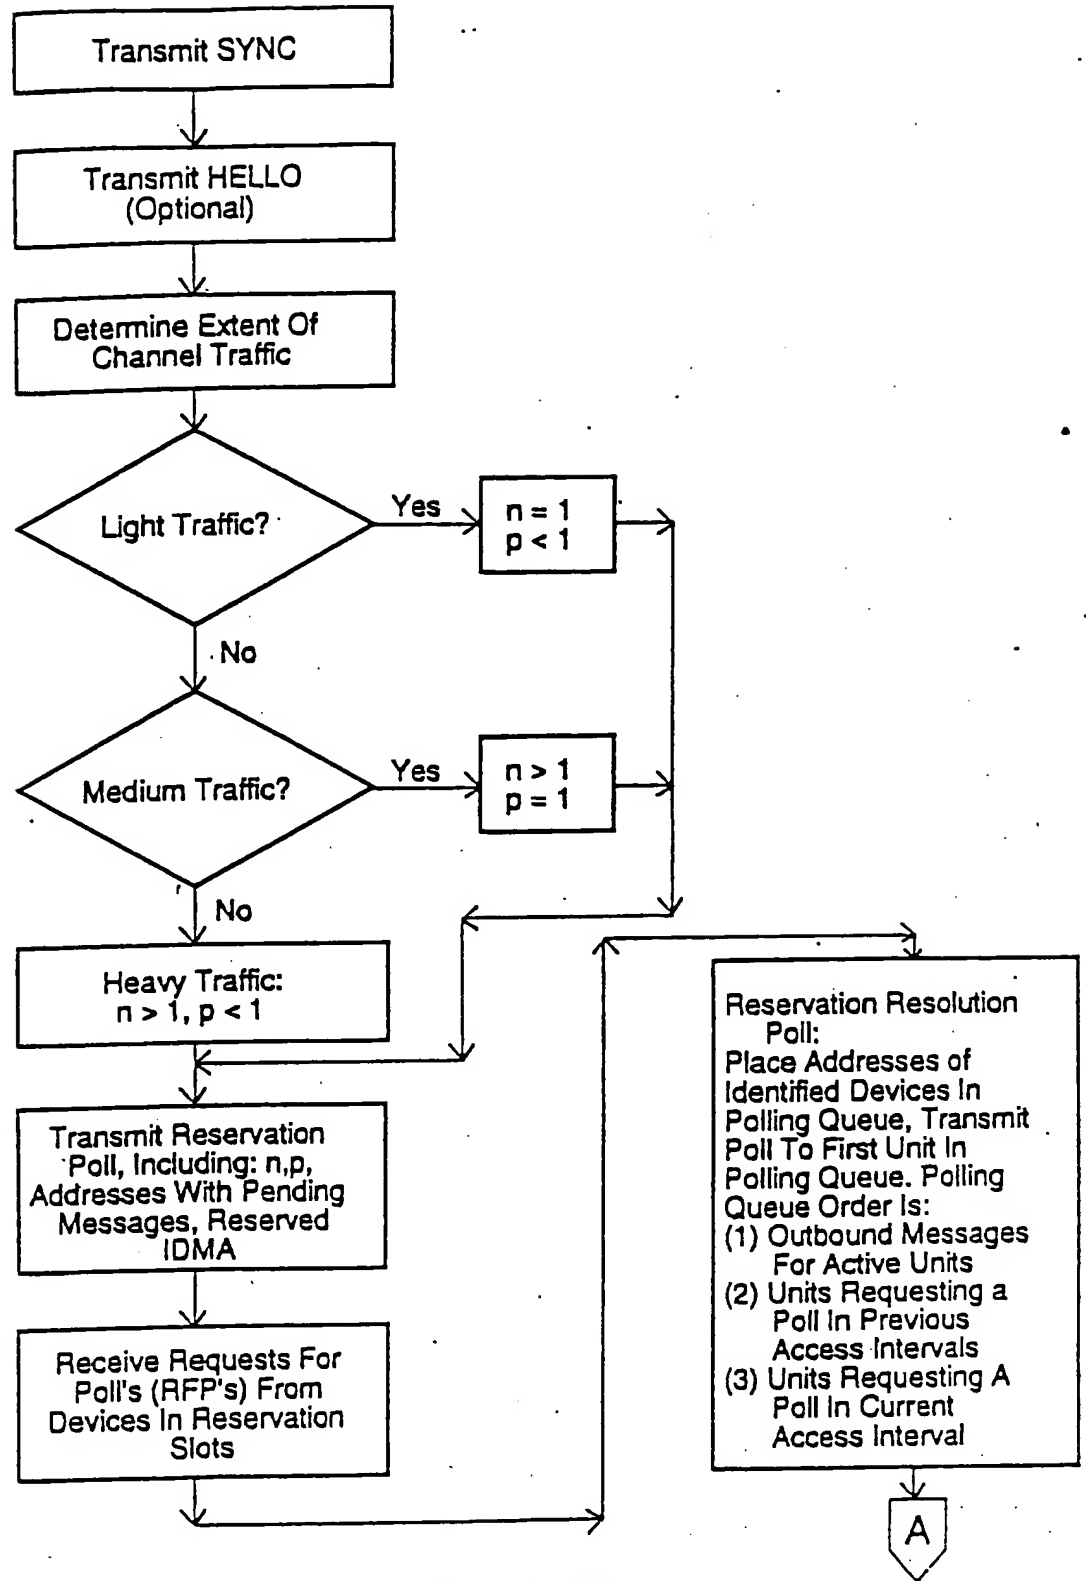 Transmit SYNC
Transmit HELLO
(Optional)
Determine Extent Of
Channel Traffic
Light Traffic?
Yes
n = 1
p < 1
No
Medium Traffic?
Yes
n > 1
p = 1
No
Heavy Traffic:
n > 1, p < 1
Transmit Reservation
Poll, Including: n,p,
Addresses With Pending
Messages, Reserved
IDMA
Receive Requests For
Poll's (RFP's) From
Devices In Reservation
Slots
Reservation Resolution
Poll:
Place Addresses of
Identified Devices In
Polling Queue, Transmit
Poll To First Unit In
Polling Queue. Polling
Queue Order Is:
(1) Outbound Messages
For Active Units
(2) Units Requesting a
Poll In Previous
Access Intervals
(3) Units Requesting A
Poll In Current
Access Interval
A